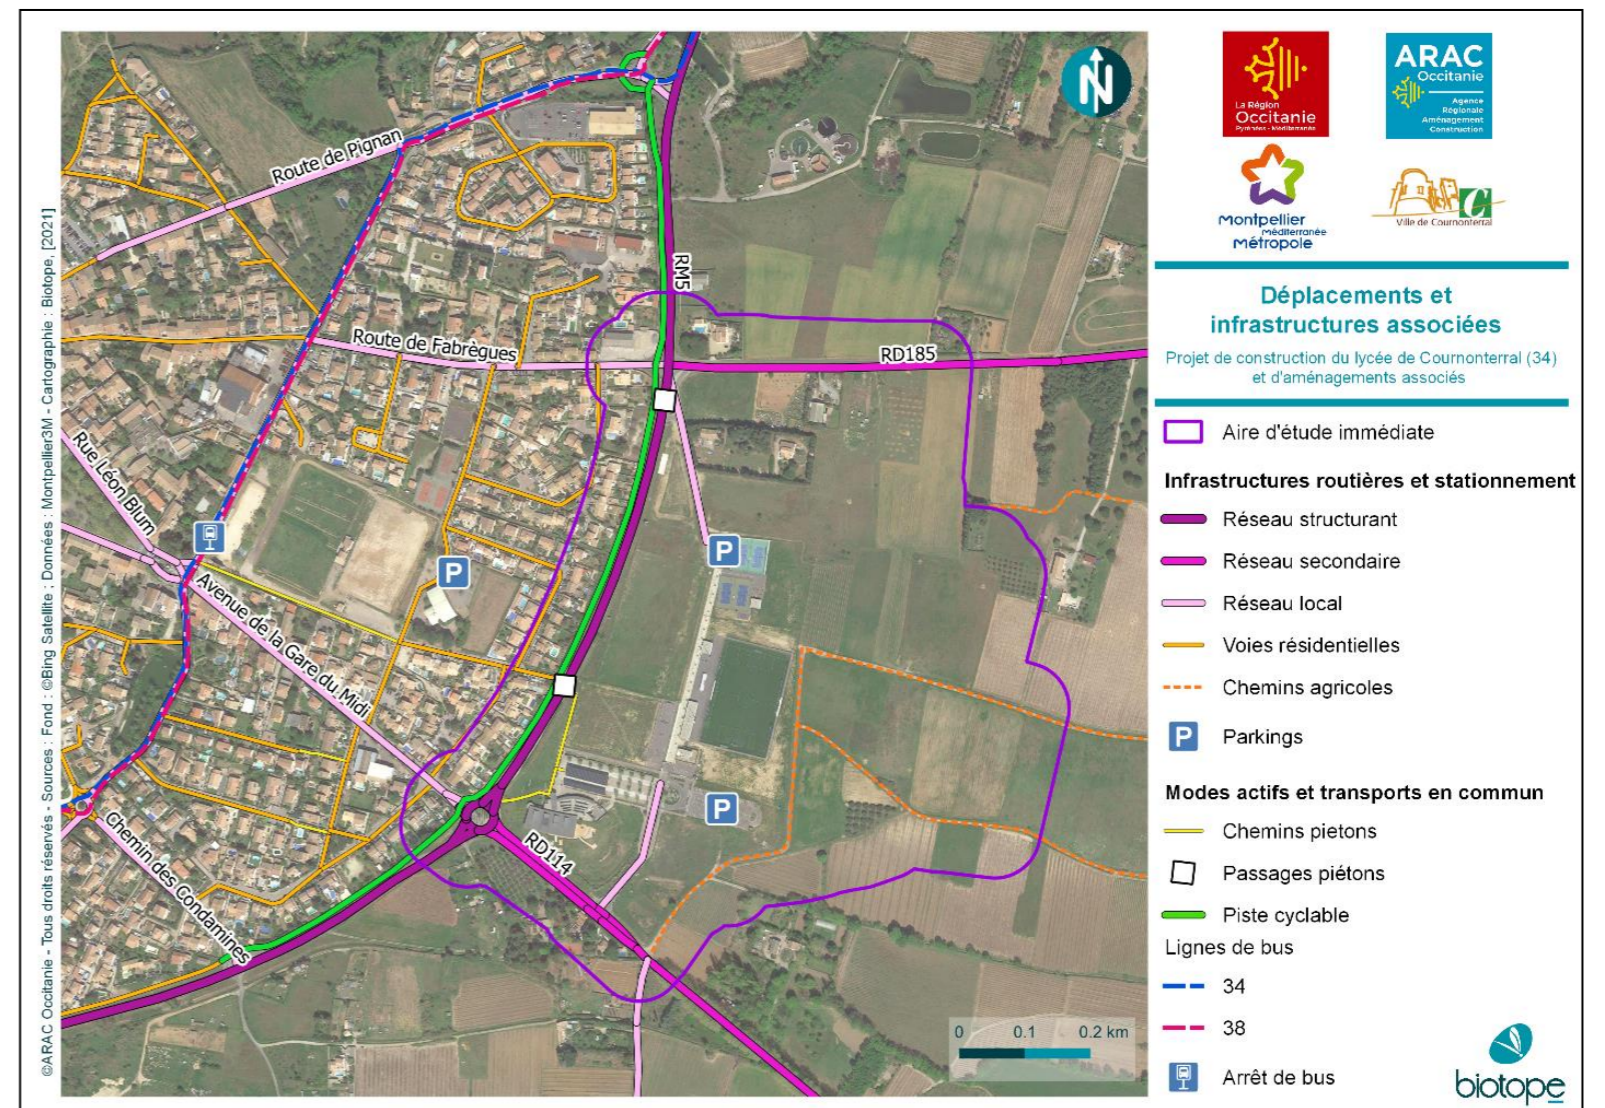 ©ARAC Occitanie - Tous droits réservés - Sources : Fond : ©Bing Satellite ; Données : Montpellier3M - Cartographie : Biotope, [2021]
N
Route de Pignan
RM5
Route de Fabrègues
RD185
Rue Léon Blum
P
P
Avenue de la Gare du Midi
P
RD114
Chemin des Condamines
0 0.1 0.2 km
La Région
Occitanie
Pyrénées - Méditerranée
ARAC
Occitanie
Agence
Régionale
Aménagement
Construction
Montpellier
méditerranée
métropole
C
Ville de Cournonterral
Déplacements et
infrastructures associées
Projet de construction du lycée de Cournonterral (34)
et d'aménagements associés
Aire d'étude immédiate
Infrastructures routières et stationnement
Réseau structurant
Réseau secondaire
Réseau local
Voies résidentielles
Chemins agricoles
P Parkings
Modes actifs et transports en commun
Chemins pietons
Passages piétons
Piste cyclable
Lignes de bus
34
38
Arrêt de bus
biotope